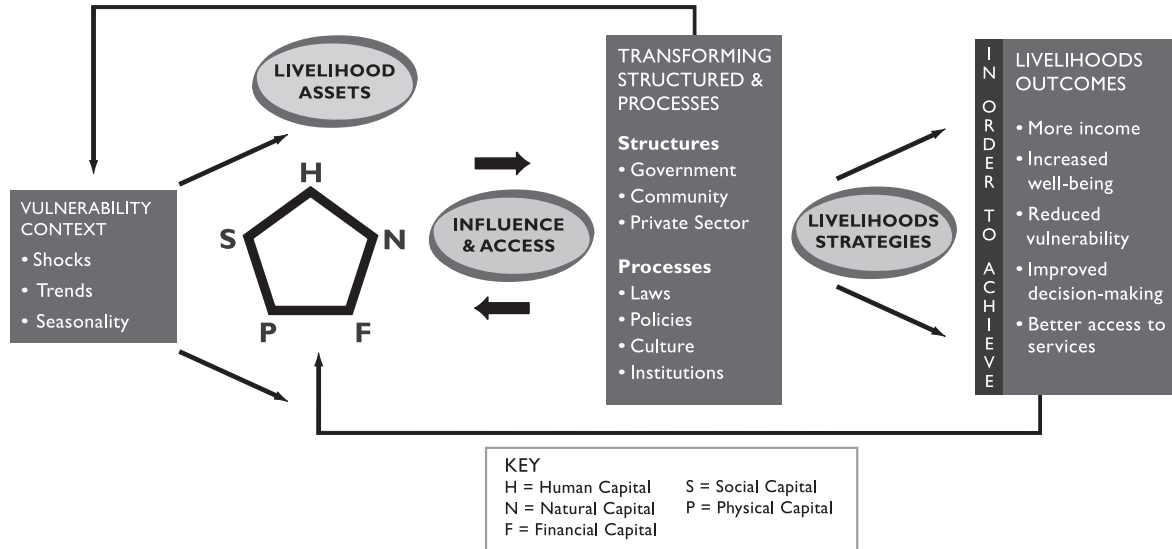 VULNERABILITY
CONTEXT
• Shocks
• Trends
• Seasonality
LIVELIHOOD
ASSETS
H
S
N
P
F
INFLUENCE
& ACCESS
TRANSFORMING
STRUCTURED &
PROCESSES
Structures
• Government
• Community
• Private Sector
Processes
• Laws
• Policies
• Culture
• Institutions
LIVELIHOODS
STRATEGIES
IN ORDER TO ACHIEVE
LIVELIHOODS
OUTCOMES
• More income
• Increased
well-being
• Reduced
vulnerability
• Improved
decision-making
• Better access to
services
KEY
H = Human Capital S = Social Capital
N = Natural Capital P = Physical Capital
F = Financial Capital